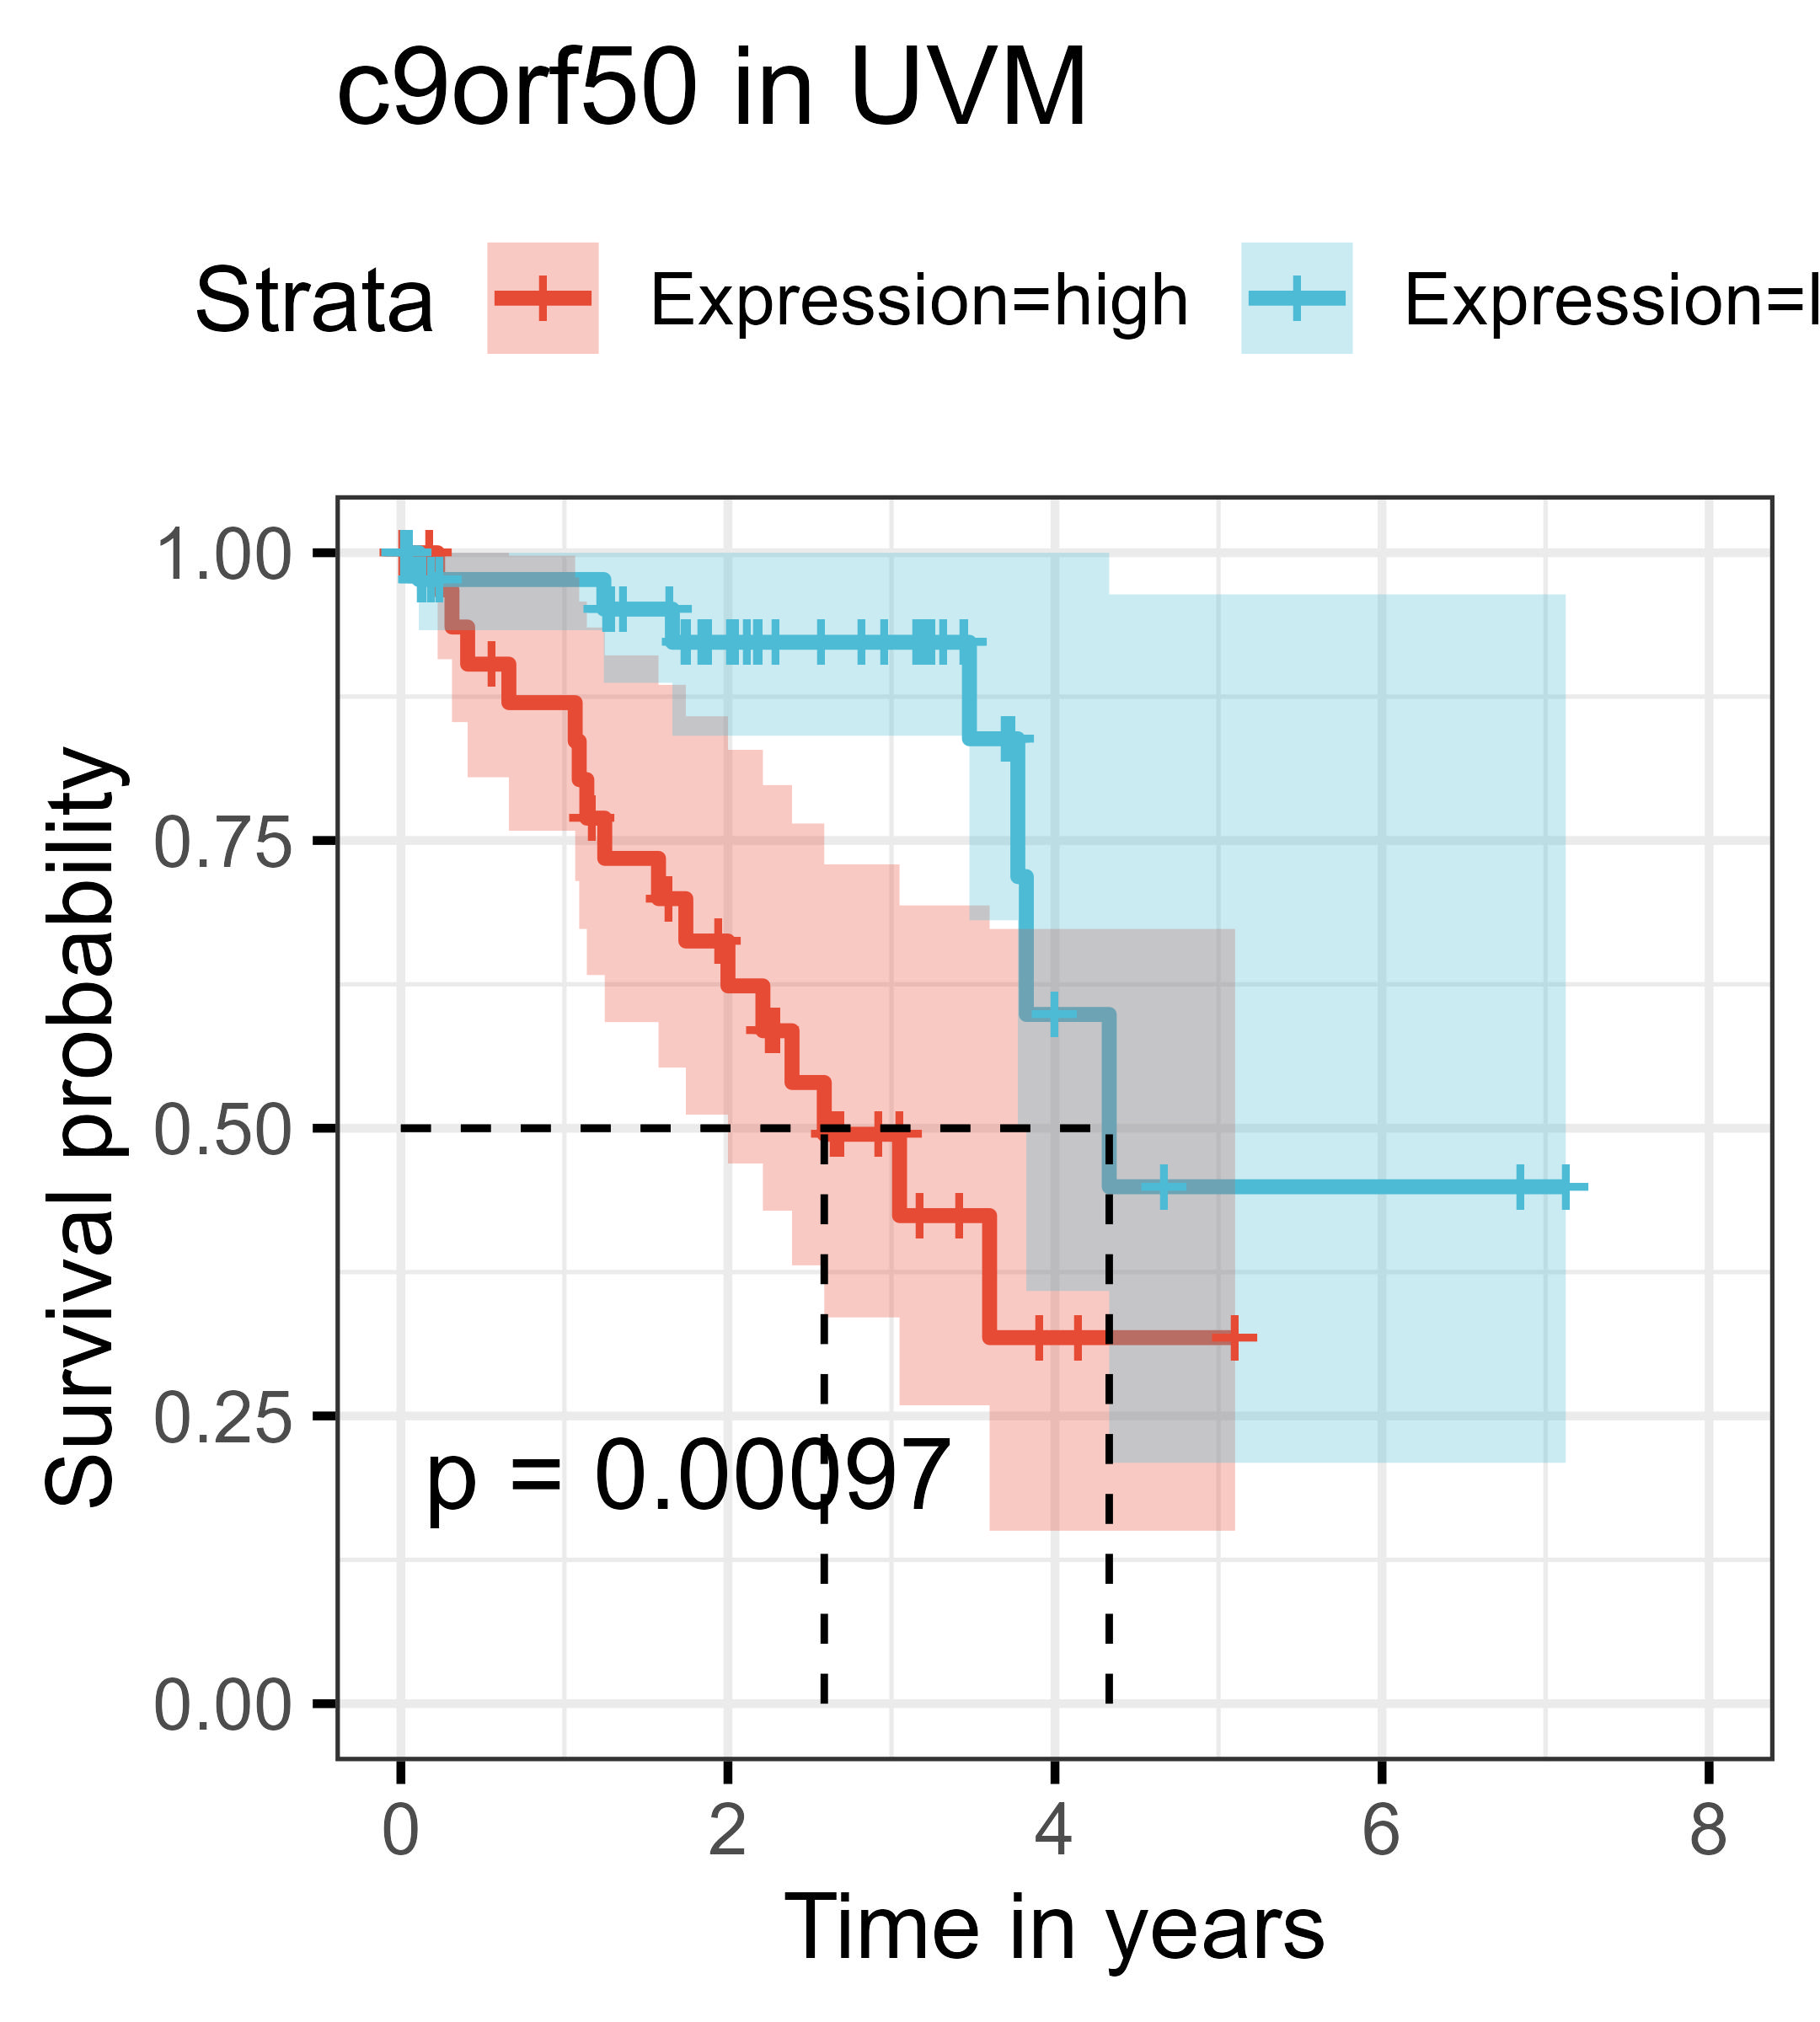 c9orf50 in UVM
Strata Expression=high Expression=l
Survival probability
1.00
0.75
0.50
0.25
0.00
p = 0.00097
0 2 4 6 8
Time in years